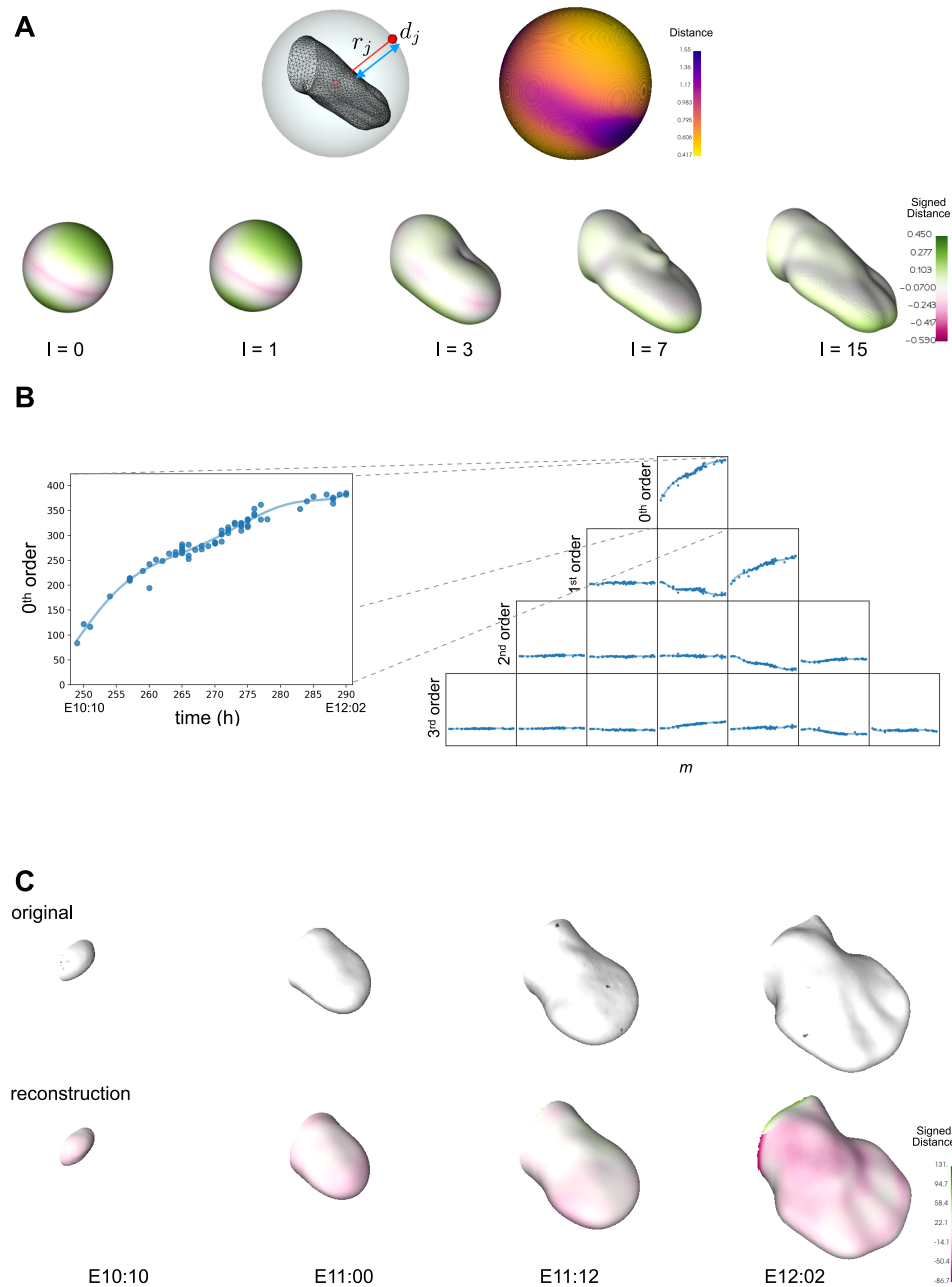 A
r_j
d_j
Distance
1.55
1.36
1.17
0.983
0.795
0.606
0.417
Signed
Distance
0.450
0.277
0.103
−0.0700
−0.243
−0.417
−0.590
l = 0
l = 1
l = 3
l = 7
l = 15
B
0th order
400
350
300
250
200
150
100
50
0
250 255 260 265 270 275 280 285 290
E10:10
E12:02
time (h)
0th order
1st order
2nd order
3rd order
m
C
original
reconstruction
Signed
Distance
131.
94.7
58.4
22.1
-14.1
-50.4
-86.7
E10:10
E11:00
E11:12
E12:02